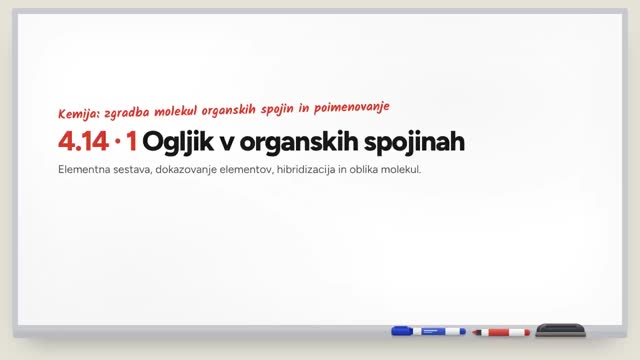 Kemija: zgradba molekul organskih spojin in poimenovanje
4.14 · 1 Ogljik v organskih spojinah
Elementna sestava, dokazovanje elementov, hibridizacija in oblika molekul.